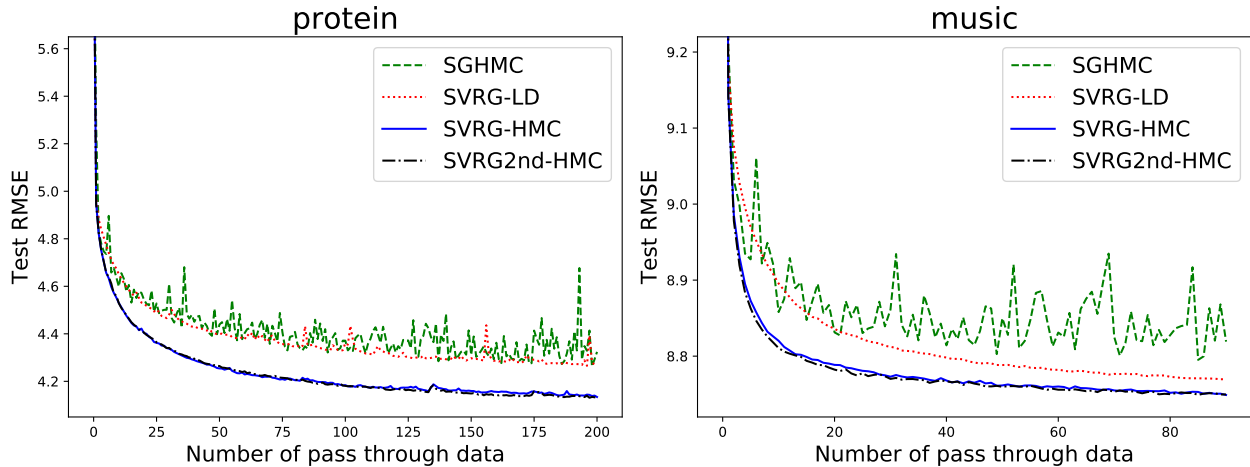 protein
5.6
5.4
5.2
5.0
4.8
4.6
4.4
4.2
Test RMSE
SGHMC
SVRG-LD
SVRG-HMC
SVRG2nd-HMC
0 25 50 75 100 125 150 175 200
Number of pass through data
music
9.2
9.1
9.0
8.9
8.8
Test RMSE
SGHMC
SVRG-LD
SVRG-HMC
SVRG2nd-HMC
0 20 40 60 80
Number of pass through data